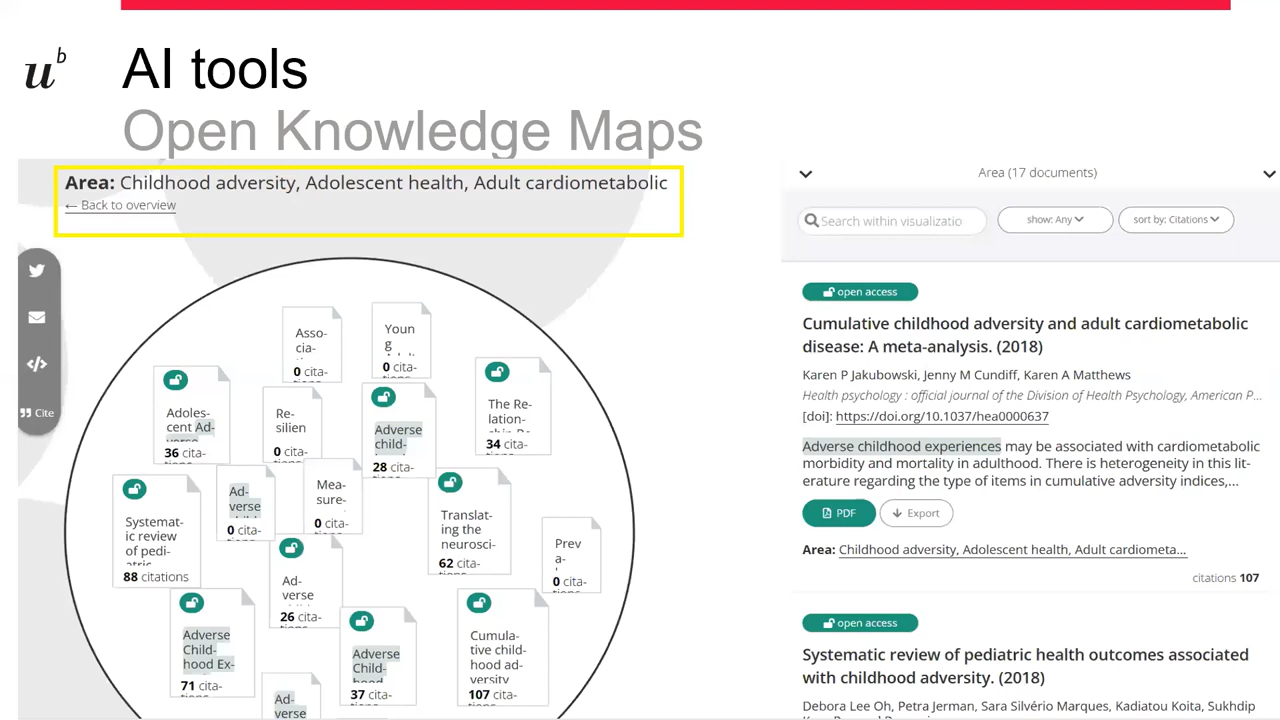 u b
AI tools
Open Knowledge Maps
Area: Childhood adversity, Adolescent health, Adult cardiometabolic
← Back to overview
Cite
Asso-
cia-
0 cita-
Youn
g
0 cita-
Adoles-
cent Ad-
verse
36 cita-
Re-
silien
0 cita-
Adverse
child-
28 cita-
The Re-
lation-
34 cita-
Systemat-
ic review
of pedi-
atric
88 citations
Ad-
verse
0 cita-
Mea-
sure-
0 cita-
Translat-
ing the
neurosci-
62 cita-
Prev
a-
0 cita-
Ad-
verse
26 cita-
Adverse
Child-
hood Ex-
71 cita-
Ad-
verse
Adverse
Child-
hood
37 cita-
Cumula-
tive child-
hood ad-
versity
107 cita-
Area (17 documents)
Search within visualizatio
show: Any
sort by: Citations
open access
Cumulative childhood adversity and adult cardiometabolic
disease: A meta-analysis. (2018)
Karen P Jakubowski, Jenny M Cundiff, Karen A Matthews
Health psychology : official journal of the Division of Health Psychology, American P...
[doi]: https://doi.org/10.1037/hea0000637
Adverse childhood experiences may be associated with cardiometabolic
morbidity and mortality in adulthood. There is heterogeneity in this lit-
erature regarding the type of items in cumulative adversity indices,...
PDF
Export
Area: Childhood adversity, Adolescent health, Adult cardiometa...
citations 107
open access
Systematic review of pediatric health outcomes associated
with childhood adversity. (2018)
Debora Lee Oh, Petra Jerman, Sara Silvério Marques, Kadiatou Koita, Sukhdip